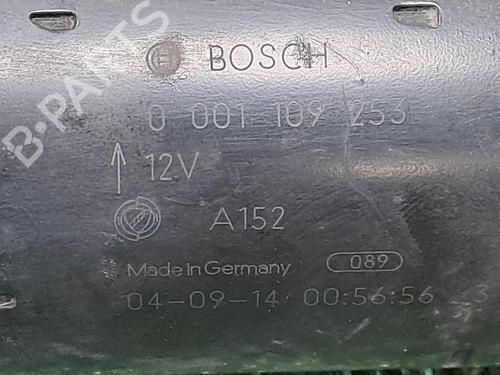 B-PARTS
BOSCH
0 001 109 253
12V
A152
Made in Germany 089
04-09-14 00:56:56